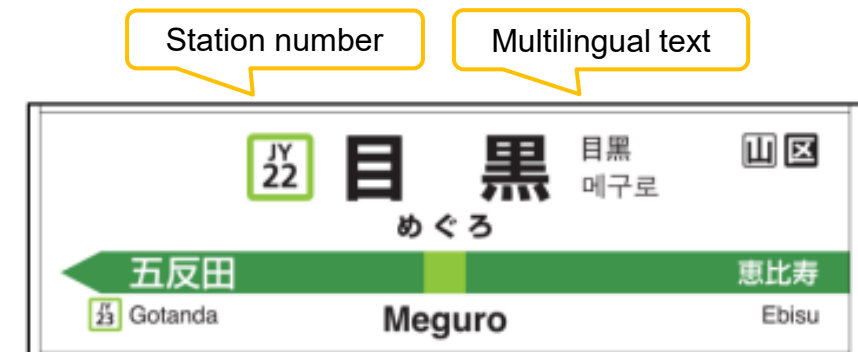 Station number
Multilingual text
JY
22
目黒
目黑
메구로
山区
めぐろ
五反田
恵比寿
JY
23
Gotanda
Meguro
Ebisu